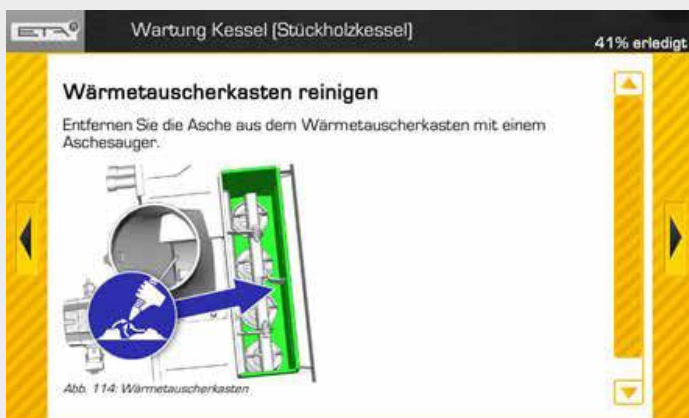 ETA
Wartung Kessel (Stückholzkessel)
41% erledigt
Wärmetauscherkasten reinigen
Entfernen Sie die Asche aus dem Wärmetauscherkasten mit einem
Aschesauger.
Abb. 114: Wärmetauscherkasten